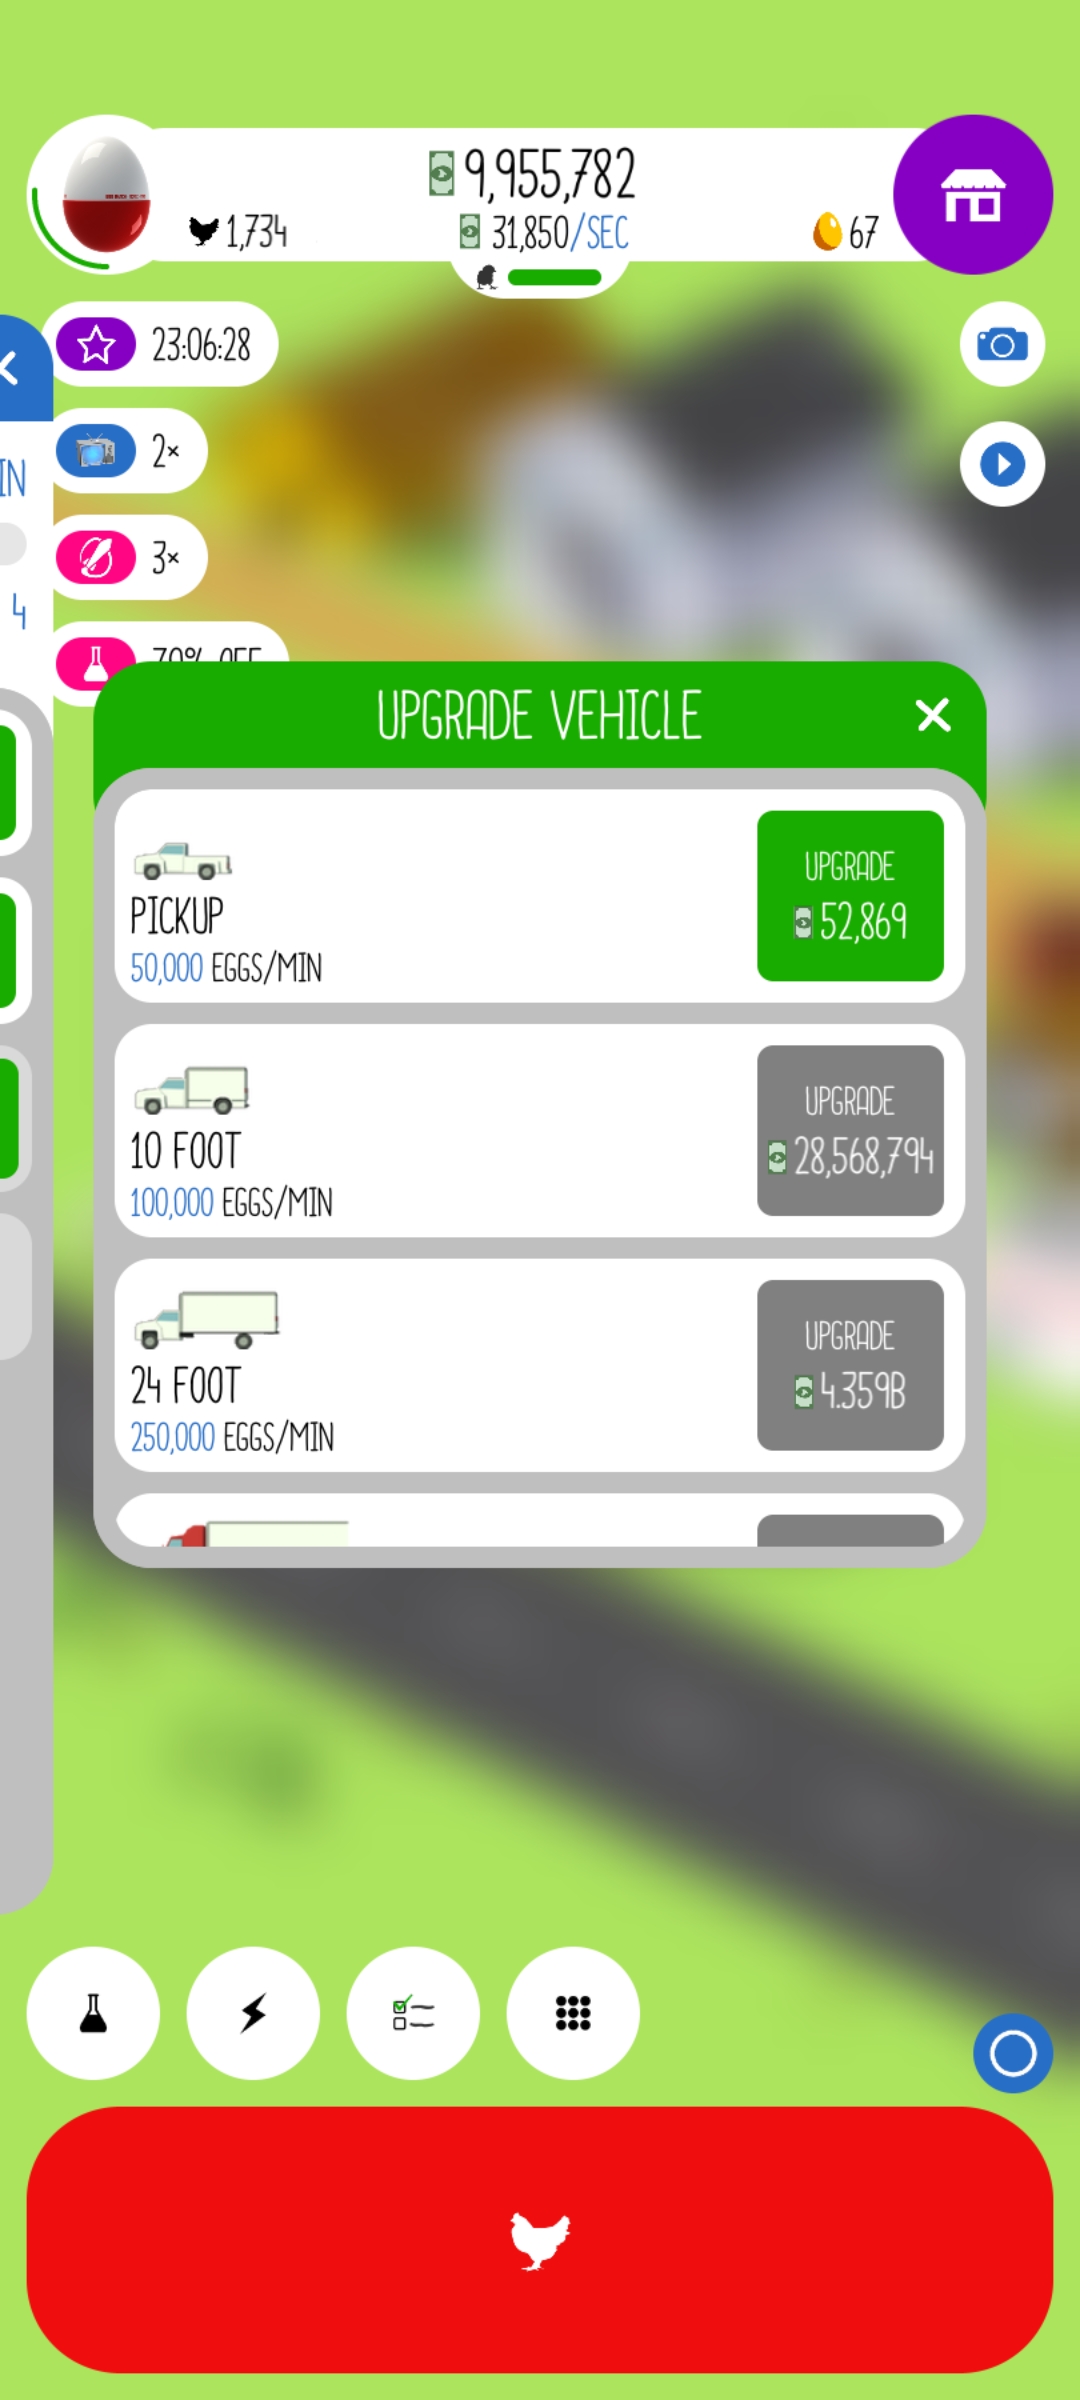 9,955,782
1,734
31,850/SEC
67
23:06:28
2×
3×
70% OFF
IN
4
UPGRADE VEHICLE
PICKUP
50,000 EGGS/MIN
UPGRADE
52,869
10 FOOT
100,000 EGGS/MIN
UPGRADE
28,568,794
24 FOOT
250,000 EGGS/MIN
UPGRADE
4.359B